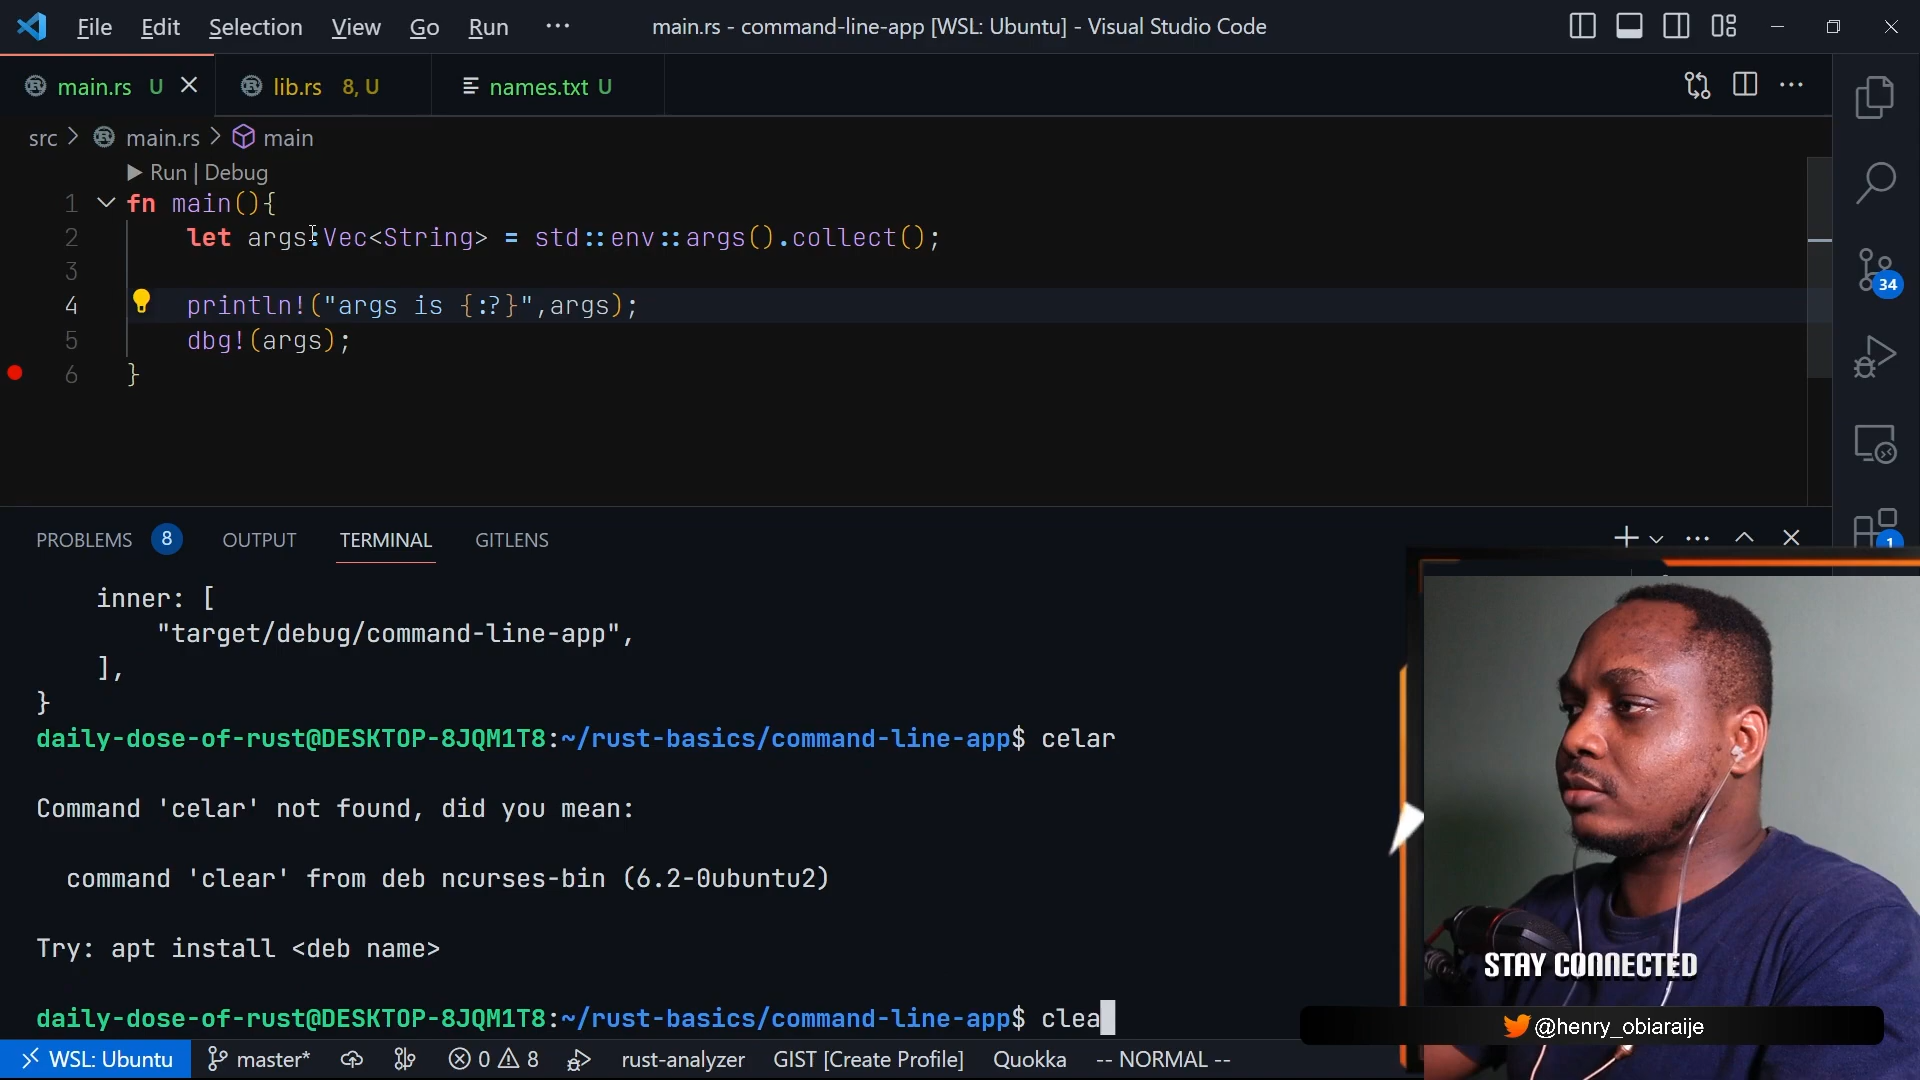 File Edit Selection View Go Run ··· main.rs - command-line-app [WSL: Ubuntu] - Visual Studio Code
main.rs U lib.rs 8, U names.txt U
src > main.rs > main
Run | Debug
1 fn main(){
2 let args:Vec<String> = std::env::args().collect();
3
4 println!("args is {:?}",args);
5 dbg!(args);
6 }
34
1
PROBLEMS 8 OUTPUT TERMINAL GITLENS
inner: [
"target/debug/command-line-app",
],
}
daily-dose-of-rust@DESKTOP-8JQM1T8:~/rust-basics/command-line-app$ celar
Command 'celar' not found, did you mean:
command 'clear' from deb ncurses-bin (6.2-0ubuntu2)
Try: apt install <deb name>
daily-dose-of-rust@DESKTOP-8JQM1T8:~/rust-basics/command-line-app$ clea
STAY CONNECTED
@henry_obiaraije
WSL: Ubuntu master* 0 8 rust-analyzer GIST [Create Profile] Quokka -- NORMAL --